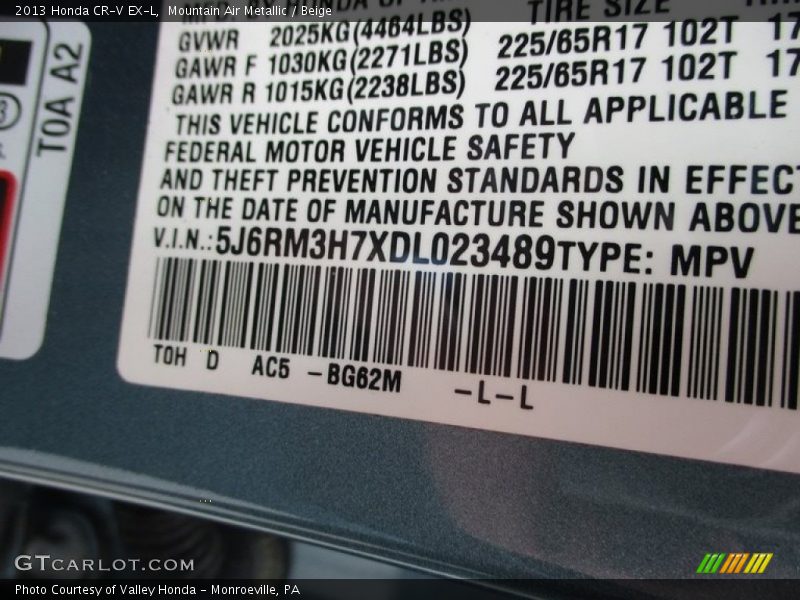 2013 Honda CR-V EX-L, Mountain Air Metallic / Beige
TIRE SIZE
GVWR 2025KG(4464LBS)
GAWR F 1030KG(2271LBS) 225/65R17 102T 17
GAWR R 1015KG(2238LBS) 225/65R17 102T 17
THIS VEHICLE CONFORMS TO ALL APPLICABLE
FEDERAL MOTOR VEHICLE SAFETY
AND THEFT PREVENTION STANDARDS IN EFFECT
ON THE DATE OF MANUFACTURE SHOWN ABOVE
V.I.N.:5J6RM3H7XDL023489TYPE: MPV
TOH D AC5 -BG62M -L-L
TOA A2
GTCARLOT.COM
Photo Courtesy of Valley Honda - Monroeville, PA